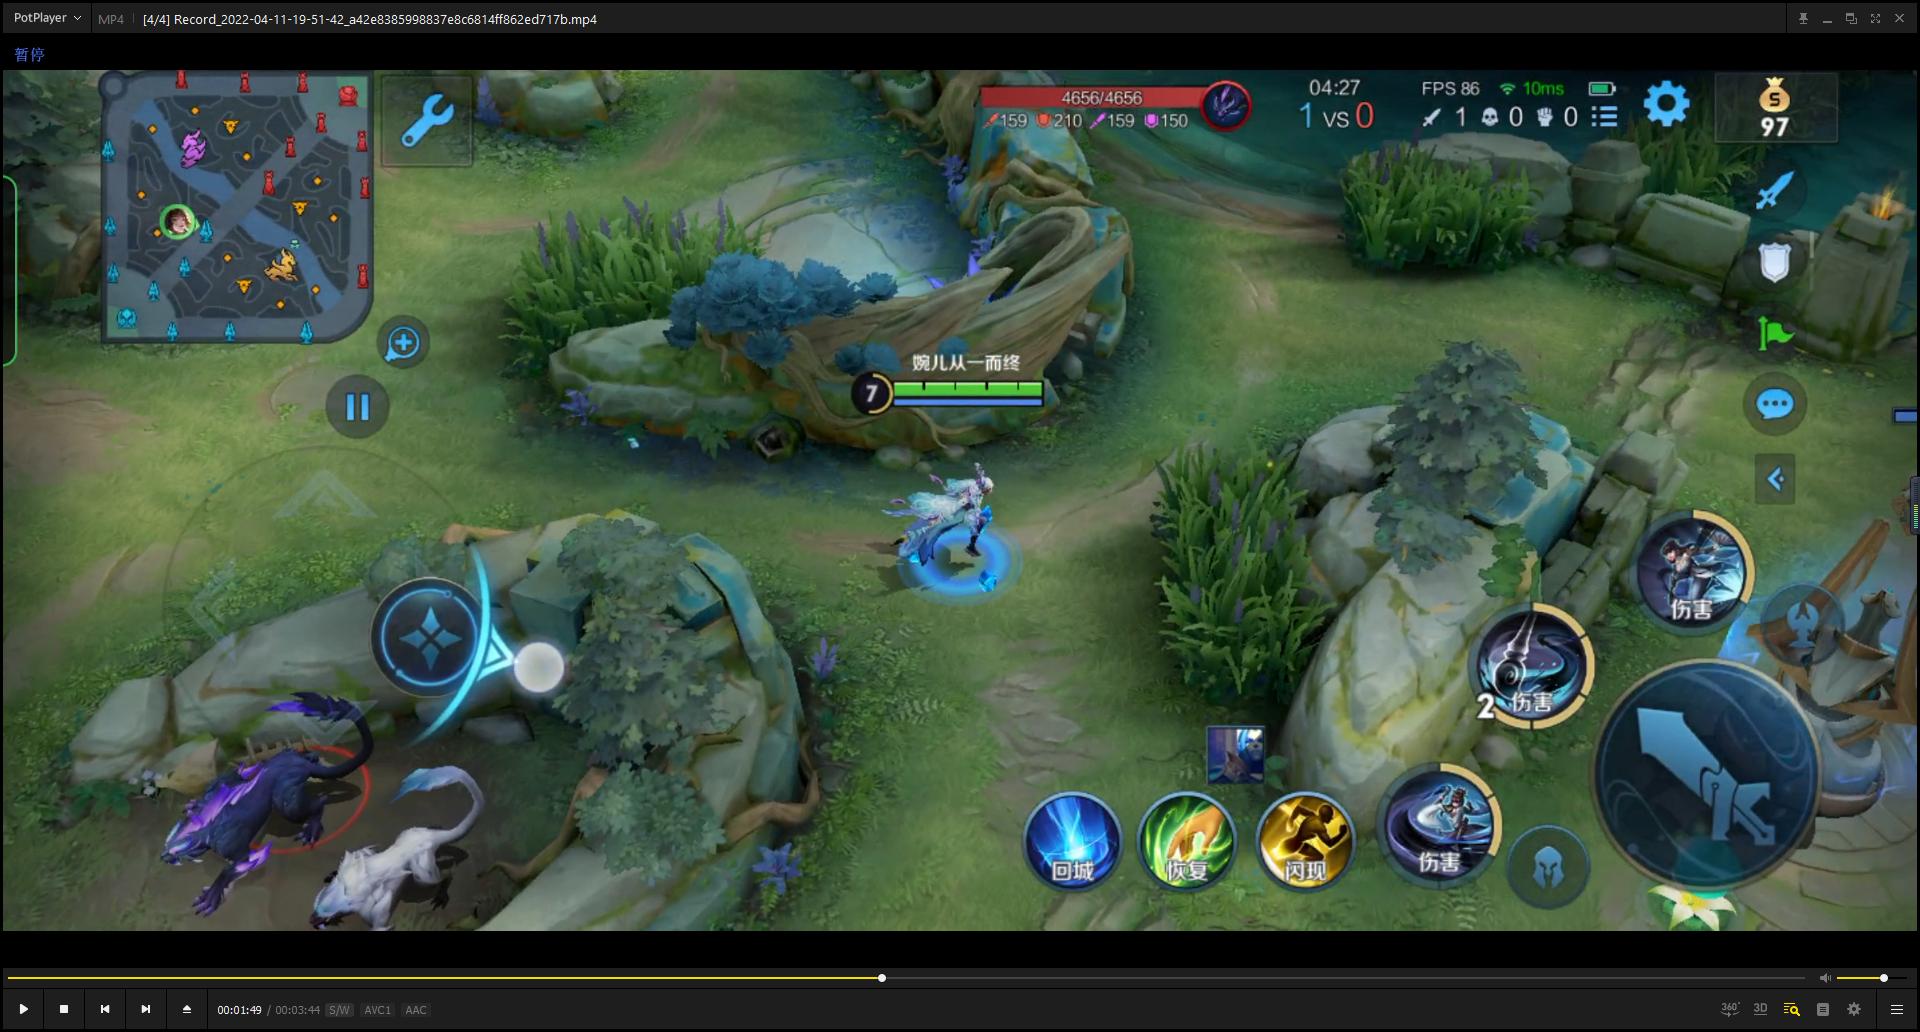 PotPlayer MP4 [4/4] Record_2022-04-11-19-51-42_a42e8385998837e8c6814ff862ed717b.mp4
暂停
4656/4656
159 210 159 150
04:27
1 VS 0
FPS 86 10ms
1 0 0
S
97
婉儿从一而终
7
伤害
2 伤害
伤害
回城 恢复 闪现
00:01:49 / 00:03:44 S/W AVC1 AAC
360° 3D